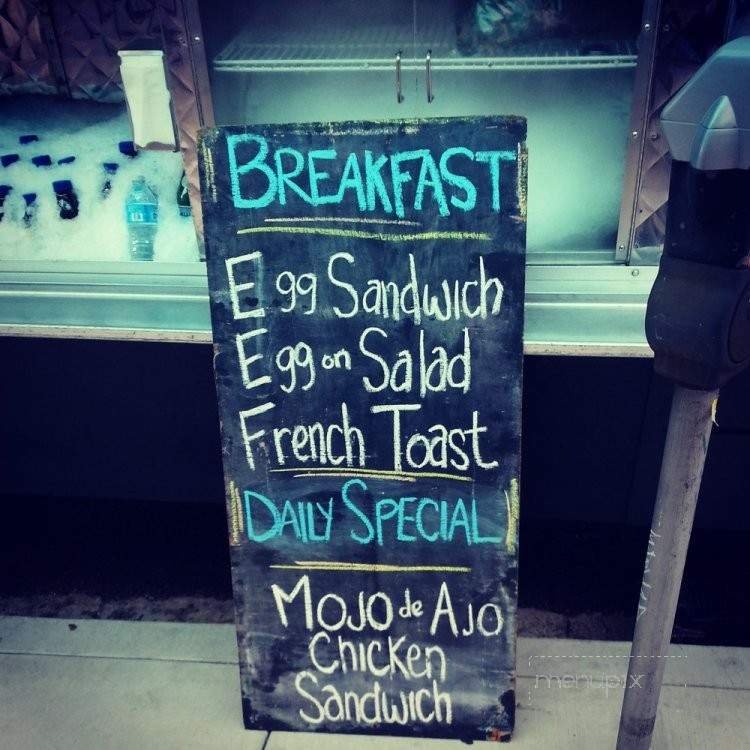 BREAKFAST
Egg Sandwich
Egg on Salad
French Toast
DAILY SPECIAL
MOJO de AJO
CHICKEN
SANDWICH
menupix